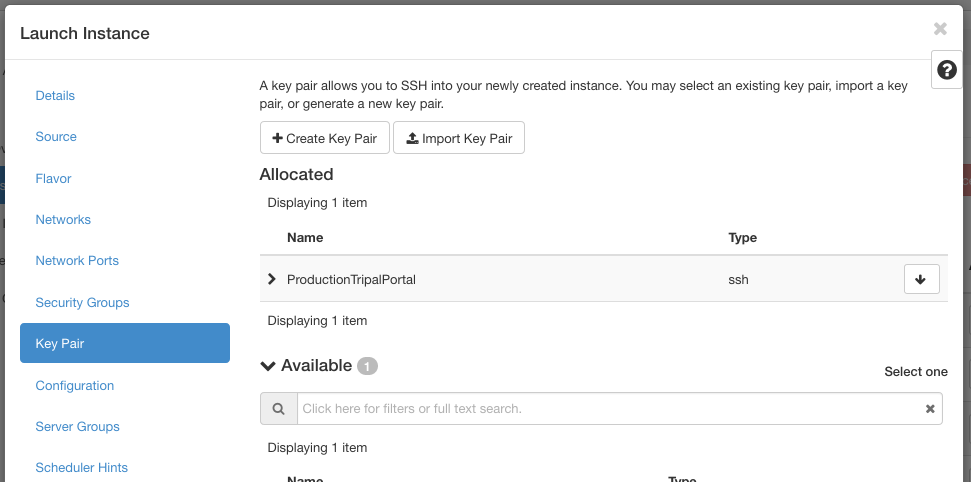 Launch Instance
Details
Source
Flavor
Networks
Network Ports
Security Groups
Key Pair
Configuration
Server Groups
Scheduler Hints
A key pair allows you to SSH into your newly created instance. You may select an existing key pair, import a key
pair, or generate a new key pair.
Create Key Pair Import Key Pair
Allocated
Displaying 1 item
Name Type
ProductionTripalPortal ssh
Displaying 1 item
Available 1
Select one
Click here for filters or full text search.
Displaying 1 item
Name Type